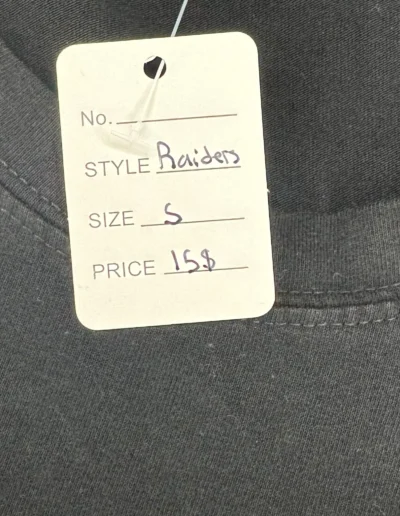 No.
STYLE Raiders
SIZE S
PRICE 15$